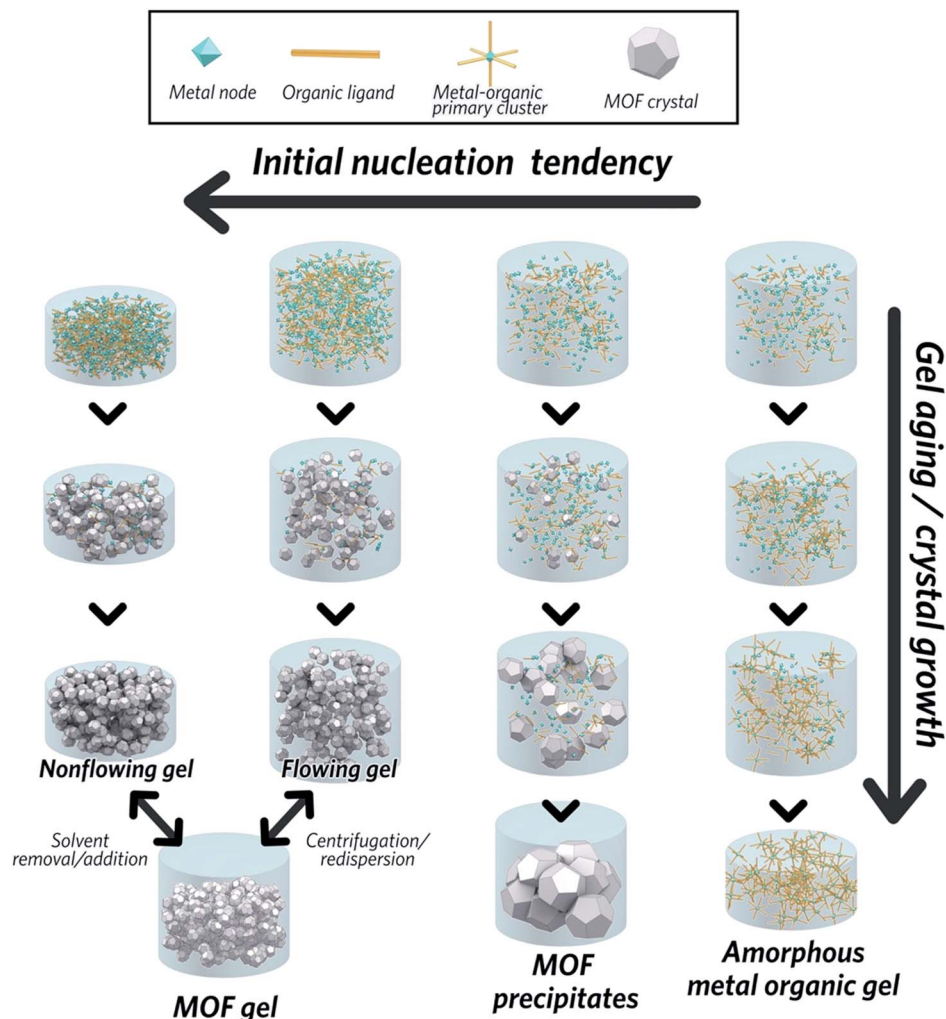 Metal node
Organic ligand
Metal-organic
primary cluster
MOF crystal
Initial nucleation tendency
Gel aging / crystal growth
Nonflowing gel
Flowing gel
Solvent
removal/addition
Centrifugation/
redispersion
MOF gel
MOF
precipitates
Amorphous
metal organic gel